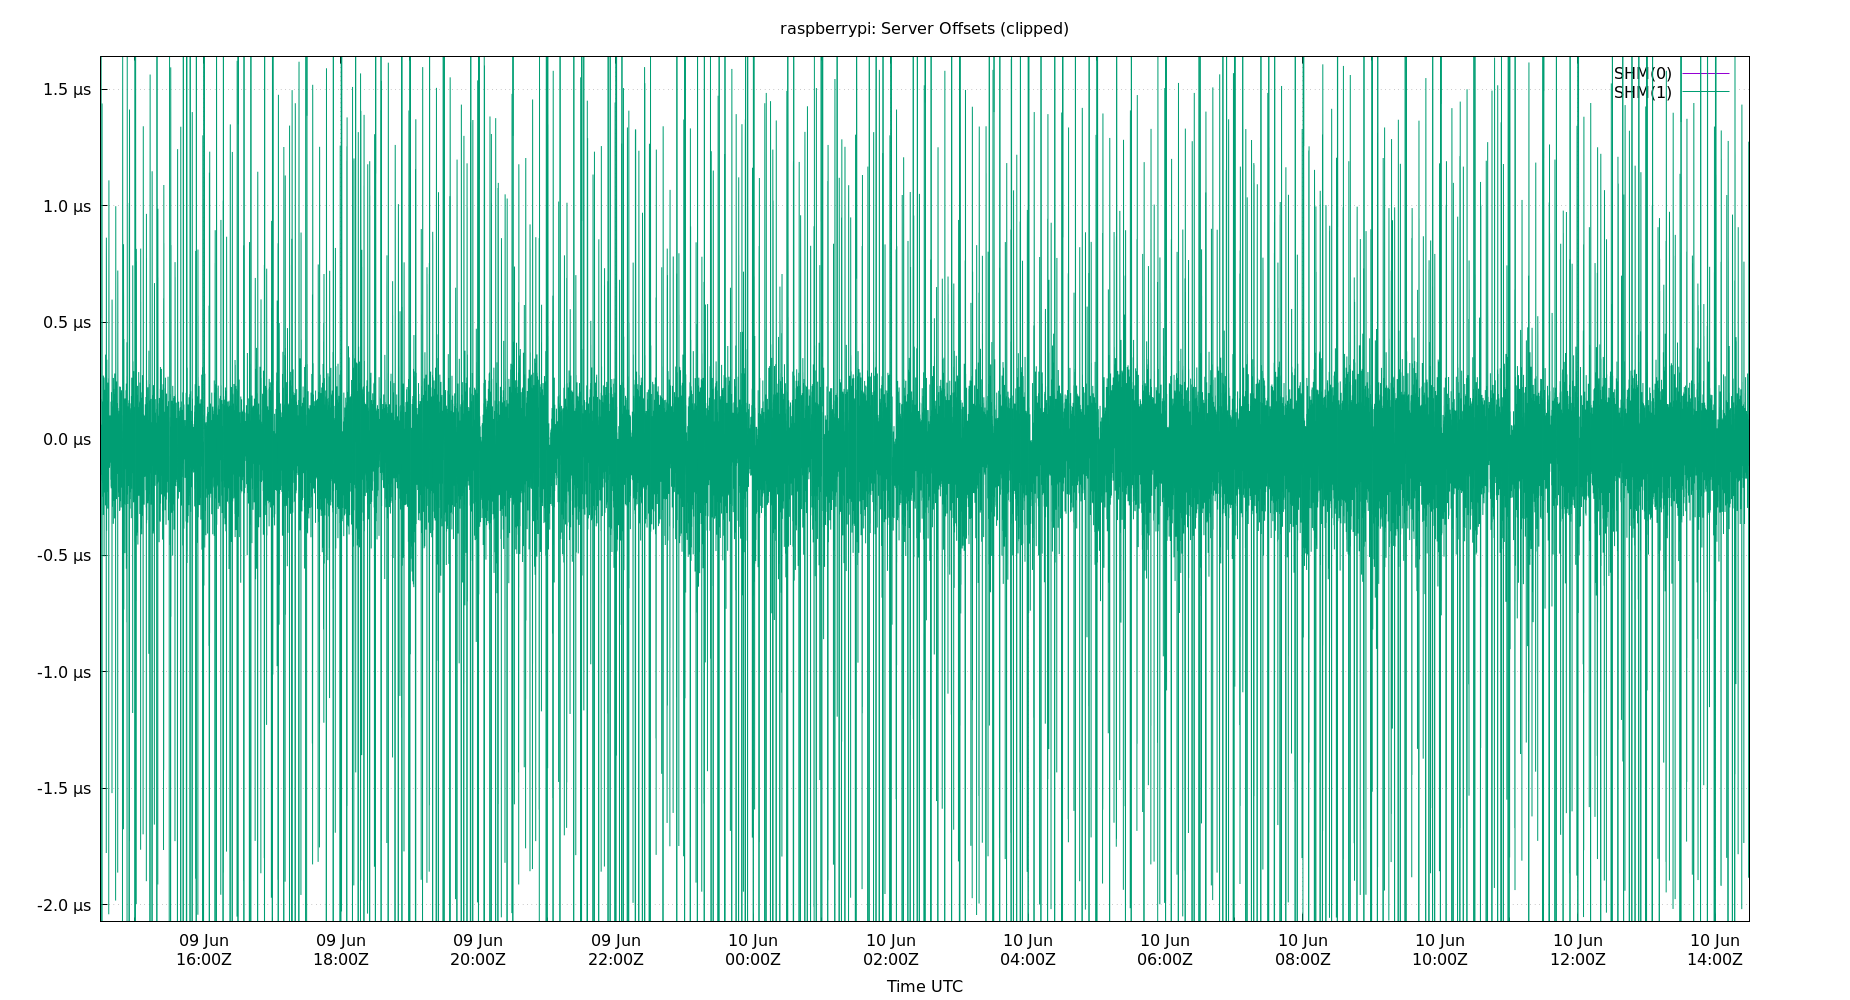 raspberrypi: Server Offsets (clipped)
SHM(0)
SHM(1)
1.5 µs
1.0 µs
0.5 µs
0.0 µs
-0.5 µs
-1.0 µs
-1.5 µs
-2.0 µs
09 Jun 09 Jun 09 Jun 09 Jun 10 Jun 10 Jun 10 Jun 10 Jun 10 Jun 10 Jun 10 Jun 10 Jun
16:00Z 18:00Z 20:00Z 22:00Z 00:00Z 02:00Z 04:00Z 06:00Z 08:00Z 10:00Z 12:00Z 14:00Z
Time UTC